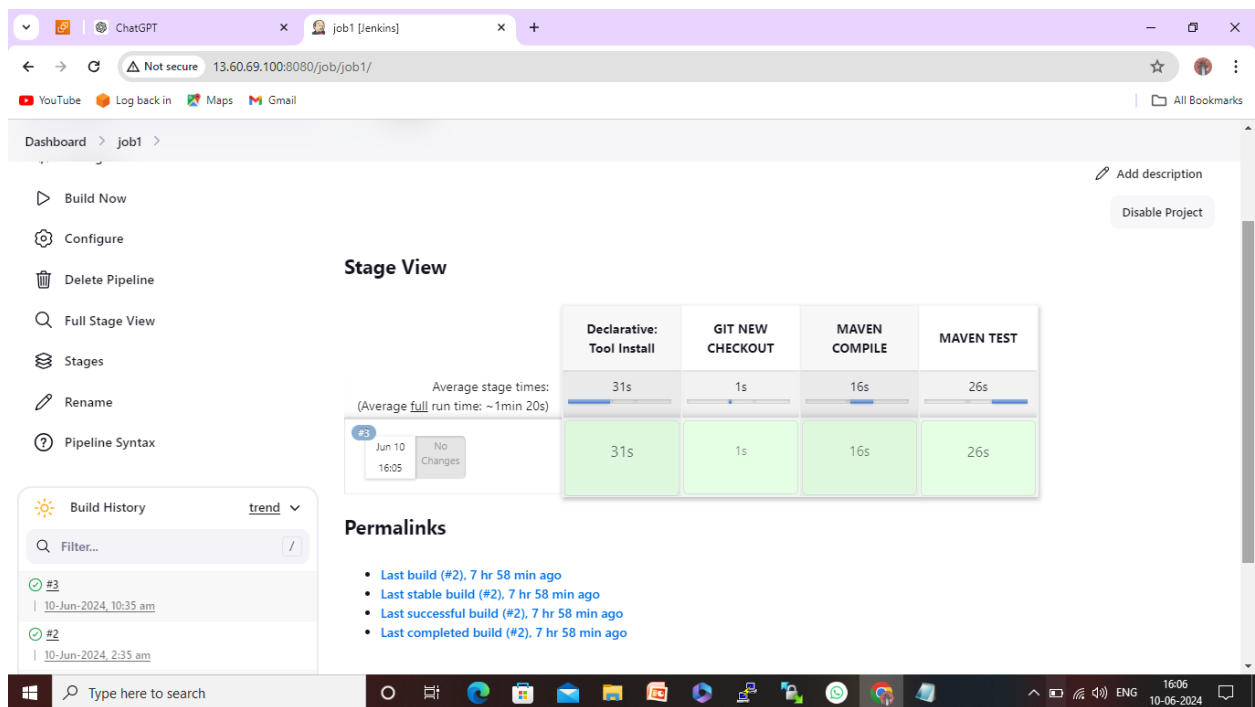 ChatGPT
job1 [Jenkins]
Not secure 13.60.69.100:8080/job/job1/
YouTube Log back in Maps Gmail All Bookmarks
Dashboard > job1 >
Add description
Disable Project
Build Now
Configure
Delete Pipeline
Full Stage View
Stages
Rename
Pipeline Syntax
Stage View
Declarative:
Tool Install
GIT NEW
CHECKOUT
MAVEN
COMPILE
MAVEN TEST
Average stage times:
(Average full run time: ~1min 20s)
31s 1s 16s 26s
#3
Jun 10
16:05
No
Changes
31s 1s 16s 26s
Build History trend
Filter... /
#3
10-Jun-2024, 10:35 am
#2
10-Jun-2024, 2:35 am
Permalinks
Last build (#2), 7 hr 58 min ago
Last stable build (#2), 7 hr 58 min ago
Last successful build (#2), 7 hr 58 min ago
Last completed build (#2), 7 hr 58 min ago
Type here to search
ENG
16:06
10-06-2024